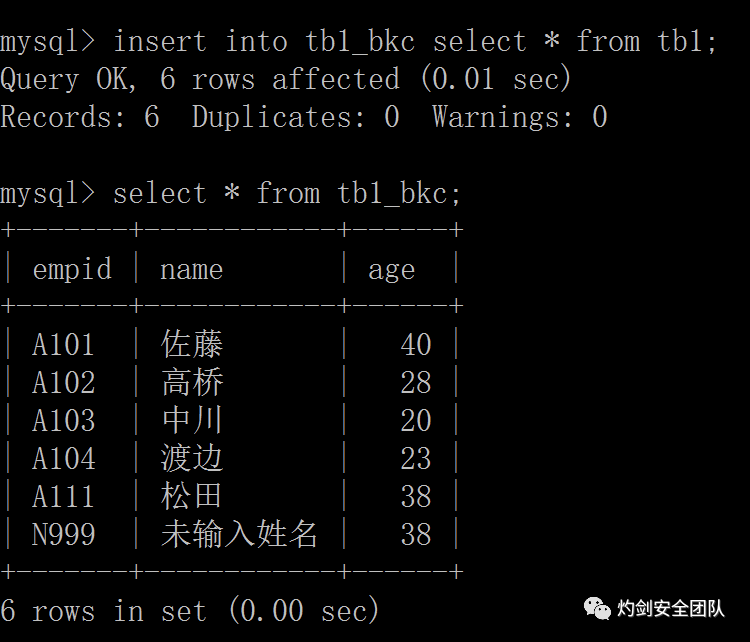 mysql> insert into tb1_bkc select * from tb1;
Query OK, 6 rows affected (0.01 sec)
Records: 6  Duplicates: 0  Warnings: 0
mysql> select * from tb1_bkc;
+-------+------------+------+
| empid | name       | age  |
+-------+------------+------+
| A101  | 佐藤       |   40 |
| A102  | 高桥       |   28 |
| A103  | 中川       |   20 |
| A104  | 渡边       |   23 |
| A111  | 松田       |   38 |
| N999  | 未输入姓名 |   38 |
+-------+------------+------+
6 rows in set (0.00 sec)
灼剑安全团队